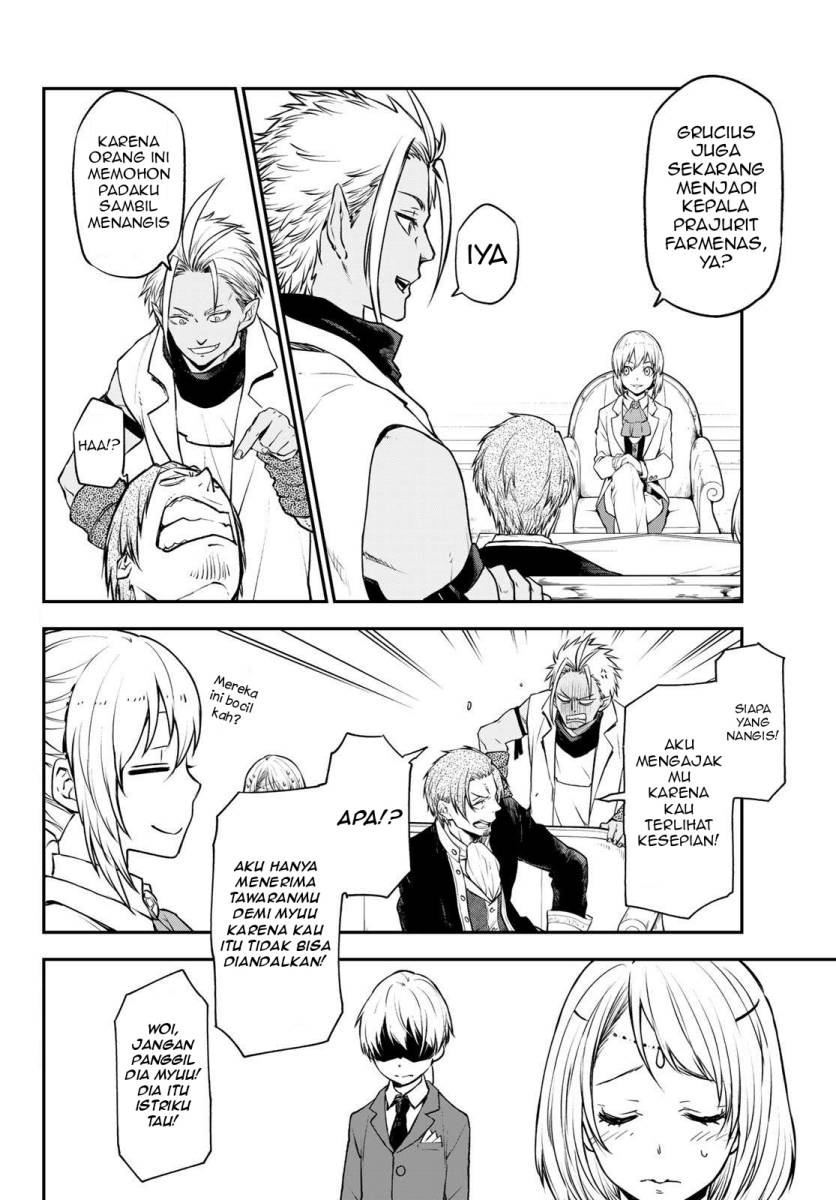 GRUCIUS
JUGA
SEKARANG
MENJADI
KEPALA
PRAJURIT
FARMENAS,
YA?
IYA
KARENA
ORANG INI
MEMOHON
PADAKU
SAMBIL
MENANGIS
HAA!?
SIAPA
YANG
NANGIS!
AKU
MENGAJAK
MU
KARENA
KAU
TERLIHAT
KESEPIAN!
APA!?
AKU HANYA
MENERIMA
TAWARANMU
DEMI MYUU
KARENA KAU
ITU TIDAK BISA
DIANDALKAN!
Mereka
ini bocil
kah?
WOI,
JANGAN
PANGGIL
DIA MYUU!
DIA ITU
ISTRIKU
TAU!